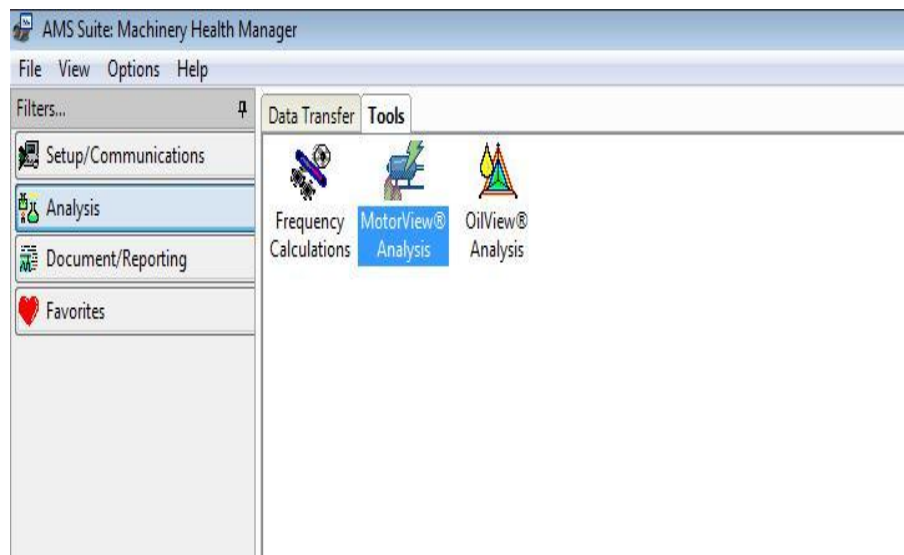 AMS Suite: Machinery Health Manager
File View Options Help
Filters...
Setup/Communications
Analysis
Document/Reporting
Favorites
Data Transfer Tools
Frequency
Calculations
MotorView®
Analysis
OilView®
Analysis